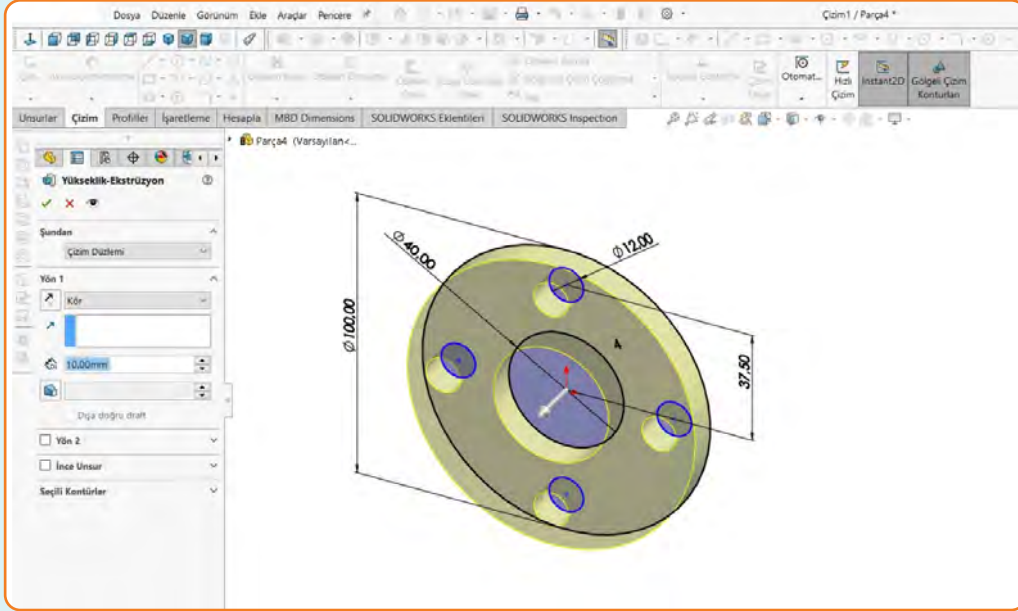 Dosya Düzenle Görünüm Ekle Araçlar Pencere
Çizim1 / Parça4 *
Otomat... Hızlı Çizim Instant2D Gölgeli Çizim Konturları
Unsurlar Çizim Profiller İşaretleme Hesapla MBD Dimensions SOLIDWORKS Eklentileri SOLIDWORKS Inspection
Parça4 (Varsayılan<...
Yükseklik-Ekstrüzyon
Şundan
Çizim Düzlemi
Yön 1
Kör
10.00mm
Dışa doğru draft
Yön 2
İnce Unsur
Seçili Kontürler
Ø 40,00
Ø 12,00
Ø 100,00
4
37,50